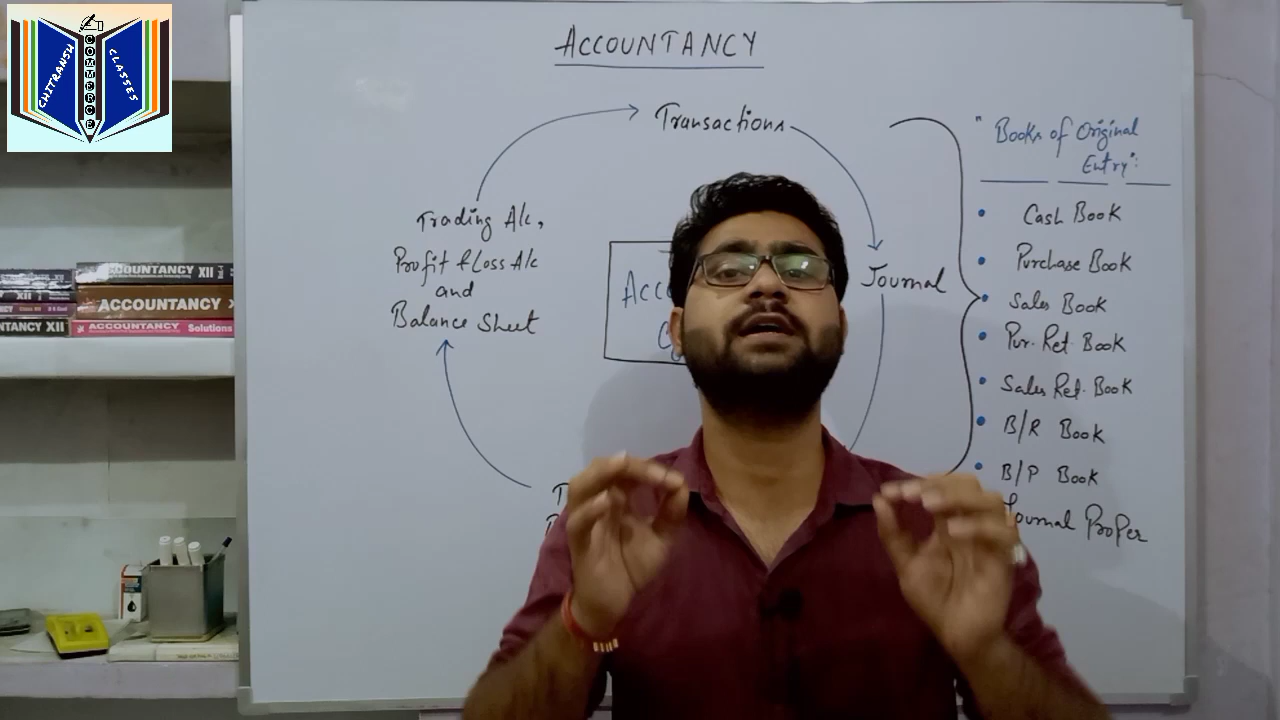 CHITRANSH
COMMERCE
CLASSES
ACCOUNTANCY
Transactions
Trading A/c,
Profit & Loss A/c
and
Balance Sheet
Journal
"Books of Original
Entry":
• Cash Book
• Purchase Book
• Sales Book
• Pur. Ret. Book
• Sales Ret. Book
• B/R Book
• B/P Book
Journal Proper
ACCOUNTANCY XII
XII
ACCOUNTANCY
ACCOUNTANCY Solutions